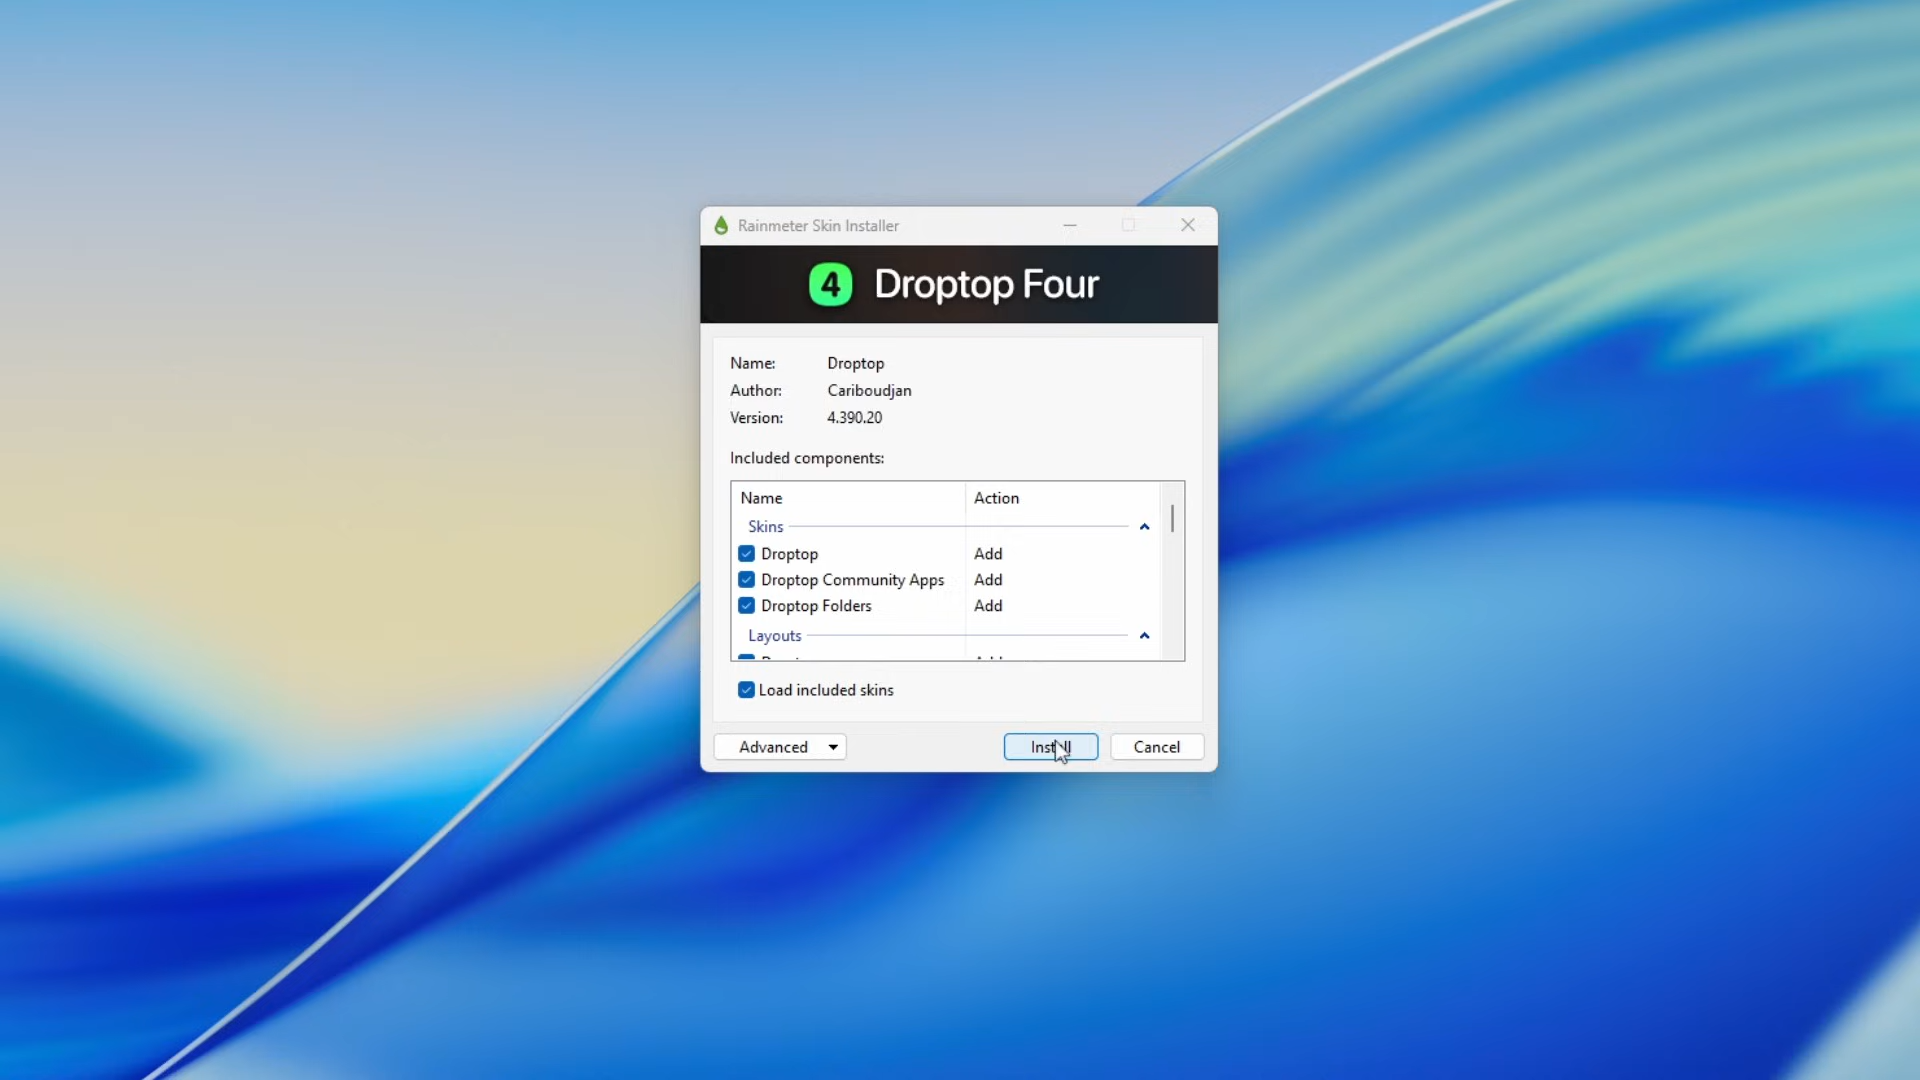 Rainmeter Skin Installer
4 Droptop Four
Name: Droptop
Author: Cariboudjan
Version: 4.390.20
Included components:
Name Action
Skins
Droptop Add
Droptop Community Apps Add
Droptop Folders Add
Layouts
Load included skins
Advanced Install Cancel